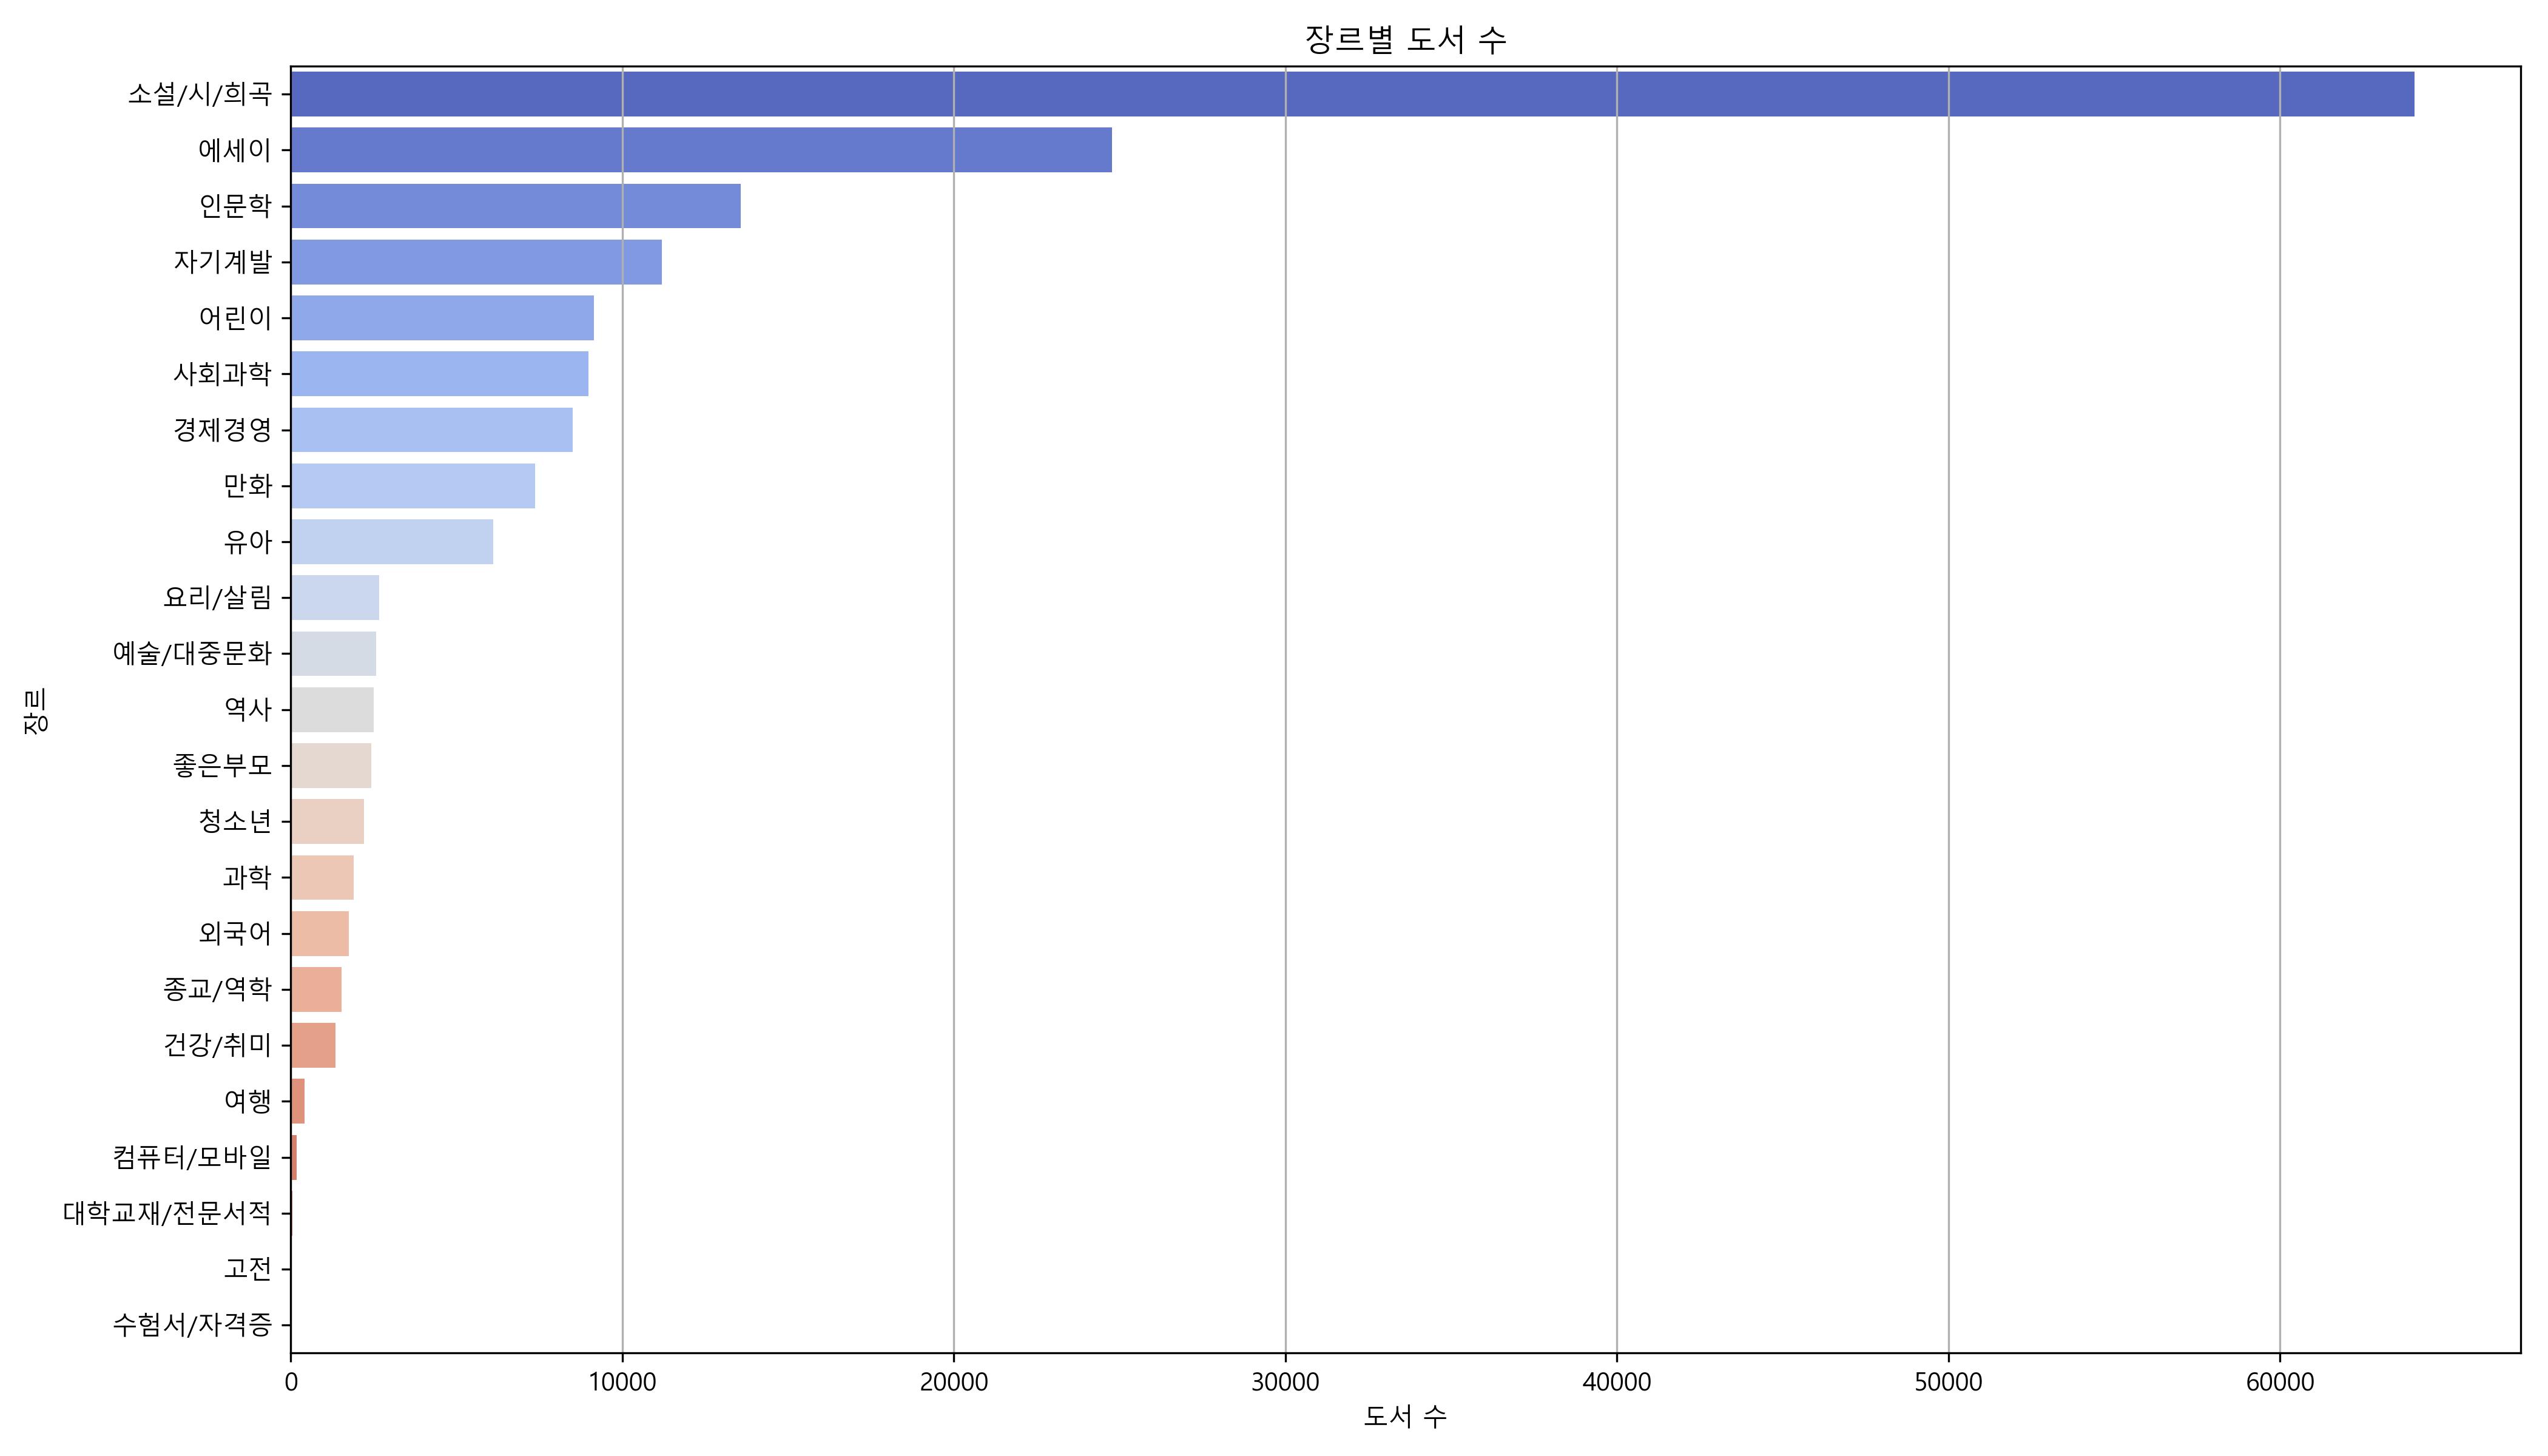 장르별 도서 수
소설/시/희곡
에세이
인문학
자기계발
어린이
사회과학
경제경영
만화
유아
요리/살림
예술/대중문화
역사
좋은부모
청소년
과학
외국어
종교/역학
건강/취미
여행
컴퓨터/모바일
대학교재/전문서적
고전
수험서/자격증
장르
0 10000 20000 30000 40000 50000 60000
도서 수